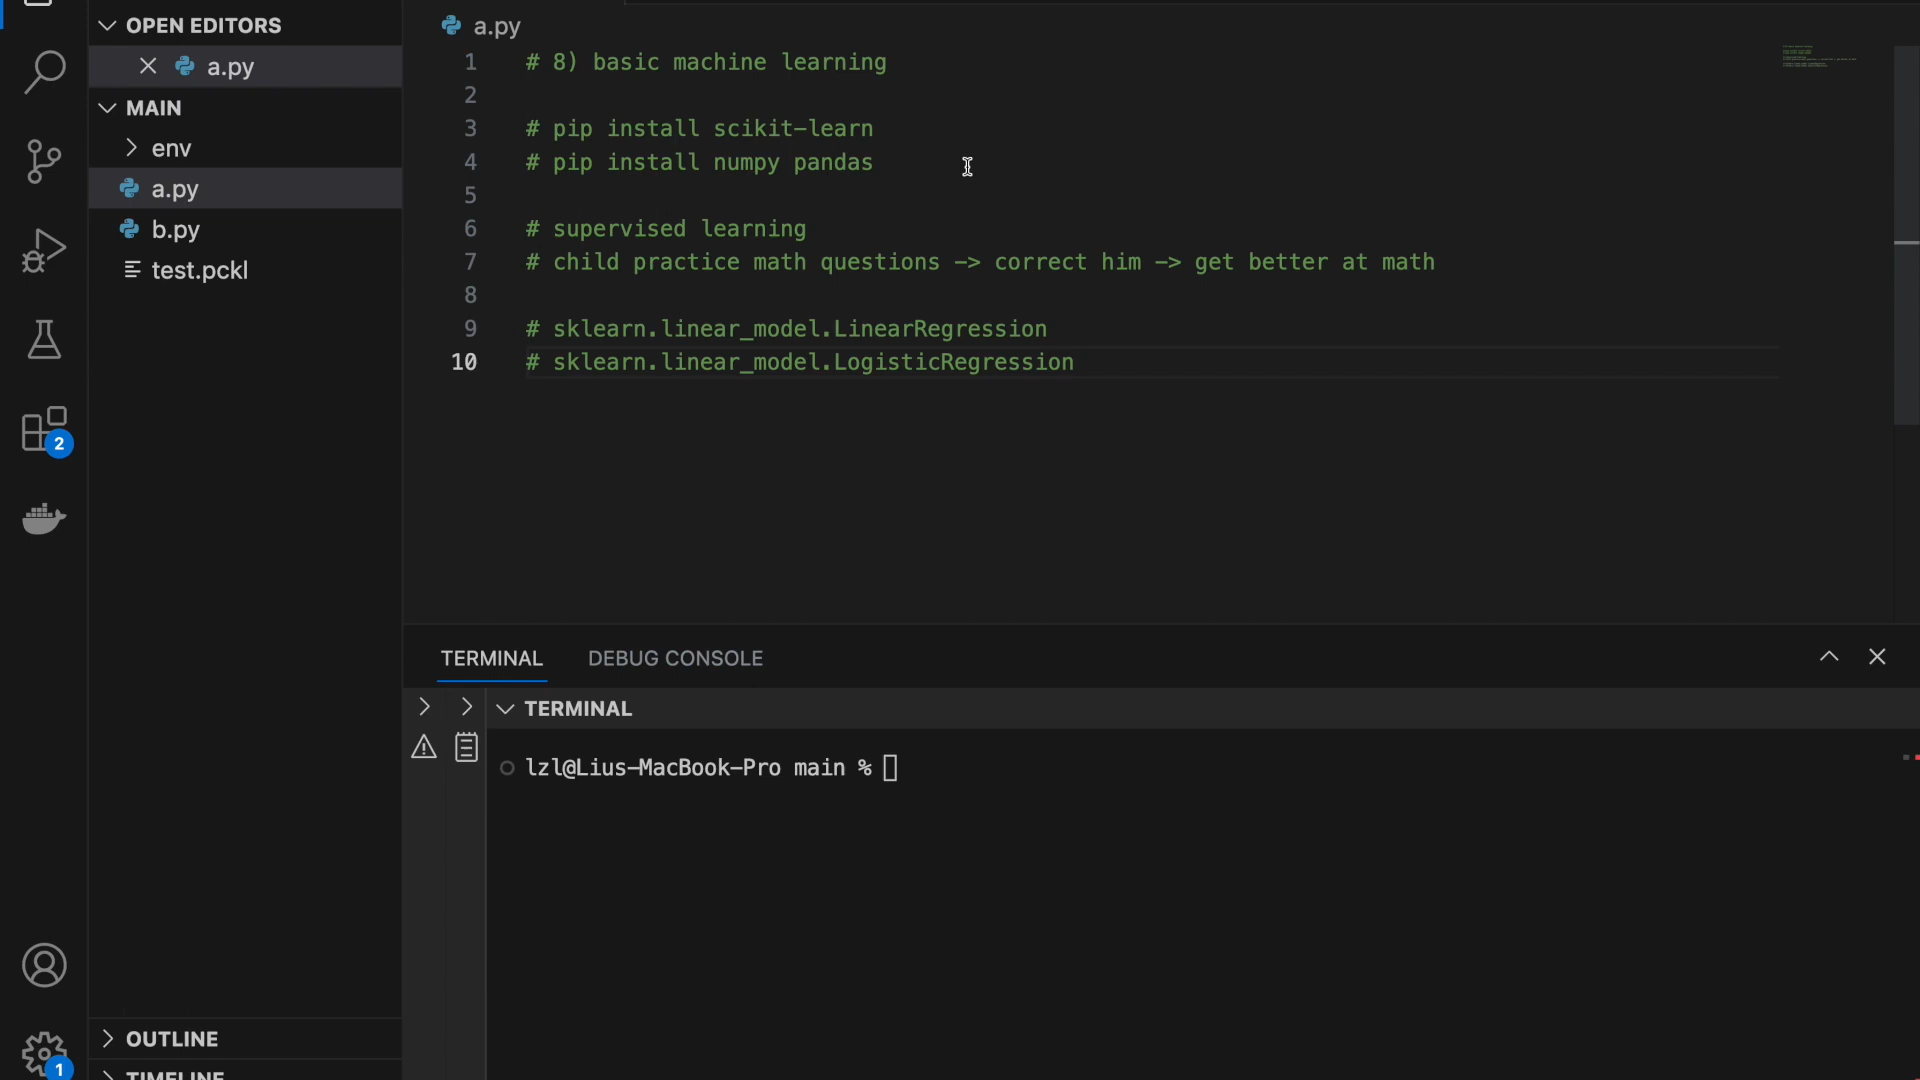 OPEN EDITORS
a.py
MAIN
env
a.py
b.py
test.pckl
2
OUTLINE
TIMELINE
1
a.py
1 # 8) basic machine learning
2
3 # pip install scikit-learn
4 # pip install numpy pandas
5
6 # supervised learning
7 # child practice math questions -> correct him -> get better at math
8
9 # sklearn.linear_model.LinearRegression
10 # sklearn.linear_model.LogisticRegression
TERMINAL DEBUG CONSOLE
TERMINAL
lzl@Lius-MacBook-Pro main %